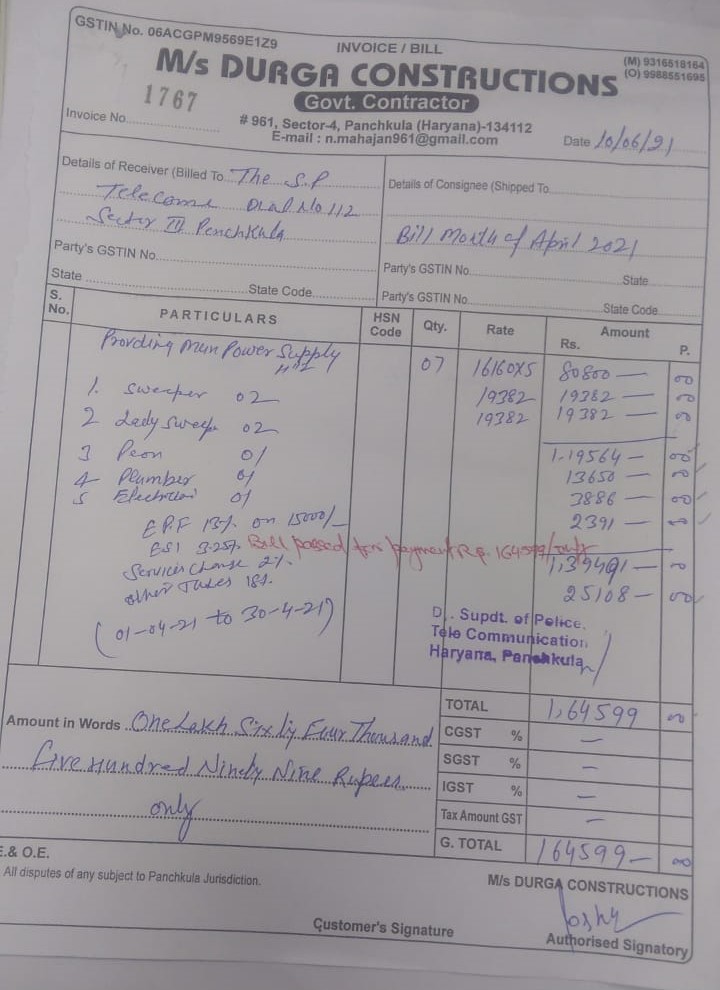 GSTIN No. 06ACGPM9569E1Z9
INVOICE / BILL
(M) 9316518164
(O) 9988551695
M/s DURGA CONSTRUCTIONS
Govt. Contractor
1767
Invoice No.
# 961, Sector-4, Panchkula (Haryana)-134112
E-mail : n.mahajan961@gmail.com
Date 10/06/21
Details of Receiver (Billed To The S.P
Telecome Dial No 112
Sector III Penchkula
Party's GSTIN No.
State State Code
Details of Consignee (Shipped To
Bill Month of April 2021
Party's GSTIN No. State
Party's GSTIN No. State Code
S. No. PARTICULARS HSN Code Qty. Rate Amount Rs. P.
Provding man Power Supply 07 16160X5 80800 — 00
1. Sweeper 02 19382 19382 — 00
2 Lady Sweep 02 19382 19382 — 00
3 Peon 01 1,19564 — 00
4 Plumber 01 13650 — 00
5 Electrician 01 3886 — 00
E.P.F 13% on 15000/- 2391 — 00
ESI 3.25% Bill passed for payment Rs. 164599/ only
Services Charge 2% 1,39491 — 00
other Taxes 18% 25108 — 00
(01-04-21 to 30-4-21)
Dy. Supdt. of Police,
Tele Communication
Haryana, Panchkula
TOTAL 1,64599 00
Amount in Words One Lakh Sixty Four Thousand
Five Hundred Ninety Nine Rupees
only
CGST % —
SGST % —
IGST % —
Tax Amount GST —
G. TOTAL 164599— 00
E.& O.E.
All disputes of any subject to Panchkula Jurisdiction.
M/s DURGA CONSTRUCTIONS
Customer's Signature
Authorised Signatory